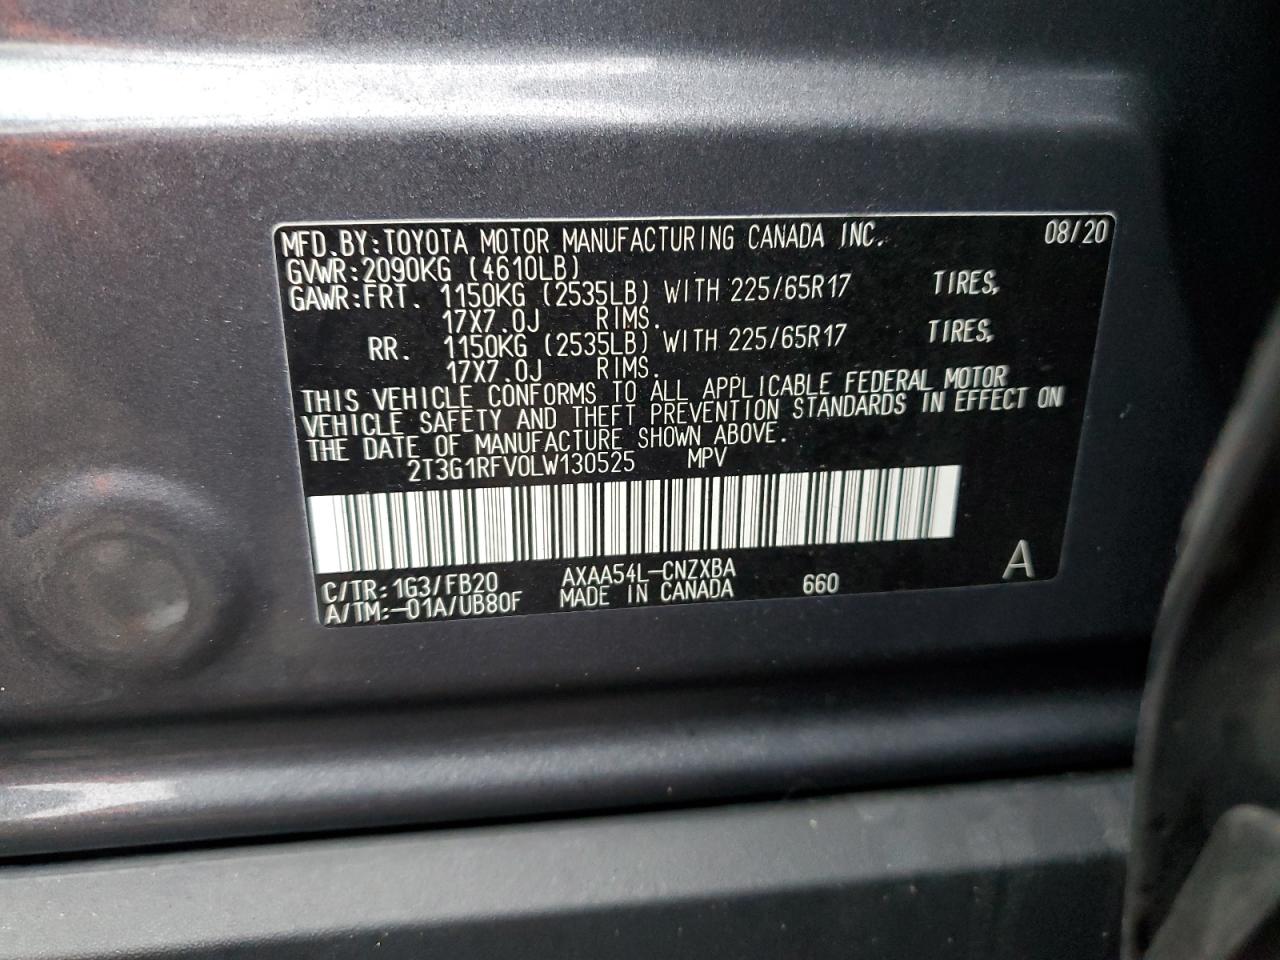 MFD.BY:TOYOTA MOTOR MANUFACTURING CANADA INC. 08/20
GVWR:2090KG (4610LB)
GAWR:FRT. 1150KG (2535LB) WITH 225/65R17 TIRES,
17X7.0J RIMS.
RR. 1150KG (2535LB) WITH 225/65R17 TIRES,
17X7.0J RIMS.
THIS VEHICLE CONFORMS TO ALL APPLICABLE FEDERAL MOTOR
VEHICLE SAFETY AND THEFT PREVENTION STANDARDS IN EFFECT ON
THE DATE OF MANUFACTURE SHOWN ABOVE.
2T3G1RFV0LW130525 MPV
C/TR:1G3/FB20 AXAA54L-CNZXBA 660 A
A/TM:-01A/UB80F MADE IN CANADA